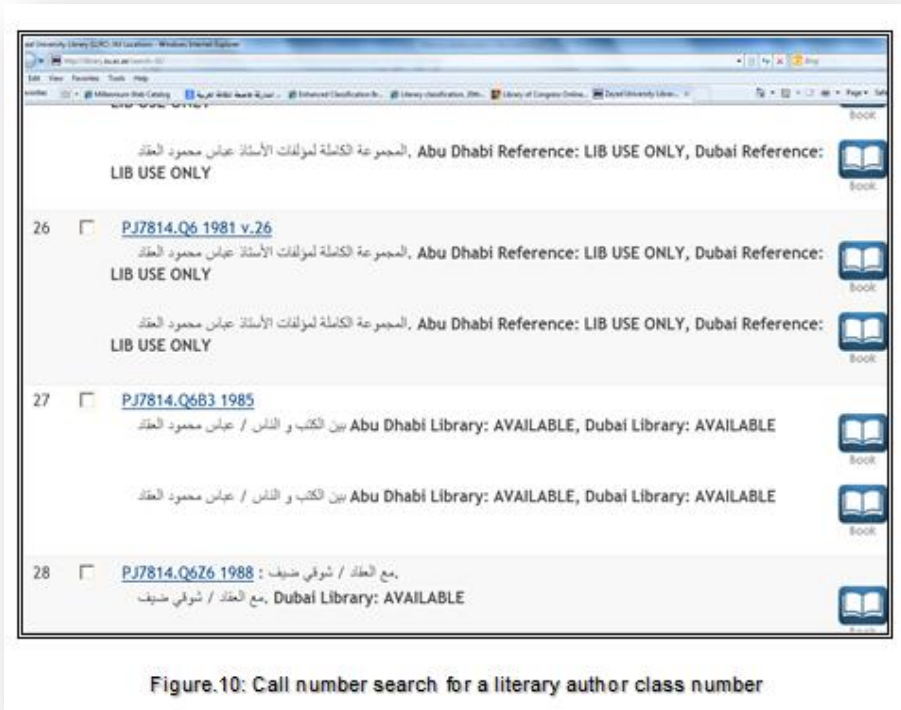 Edit View Favorites Tools Help
LIB USE ONLY
Book
المجموعة الكاملة لمؤلفات الأستاذ عباس محمود العقاد. Abu Dhabi Reference: LIB USE ONLY, Dubai Reference:
LIB USE ONLY
Book
26 PJ7814.Q6 1981 v.26
المجموعة الكاملة لمؤلفات الأستاذ عباس محمود العقاد. Abu Dhabi Reference: LIB USE ONLY, Dubai Reference:
LIB USE ONLY
Book
المجموعة الكاملة لمؤلفات الأستاذ عباس محمود العقاد. Abu Dhabi Reference: LIB USE ONLY, Dubai Reference:
LIB USE ONLY
Book
27 PJ7814.Q6B3 1985
بين الكتب و الناس / عباس محمود العقاد Abu Dhabi Library: AVAILABLE, Dubai Library: AVAILABLE
Book
بين الكتب و الناس / عباس محمود العقاد Abu Dhabi Library: AVAILABLE, Dubai Library: AVAILABLE
Book
28 PJ7814.Q6Z6 1988 : مع العقاد / شوقي ضيف.
مع العقاد / شوقي ضيف. Dubai Library: AVAILABLE
Figure.10: Call number search for a literary author class number